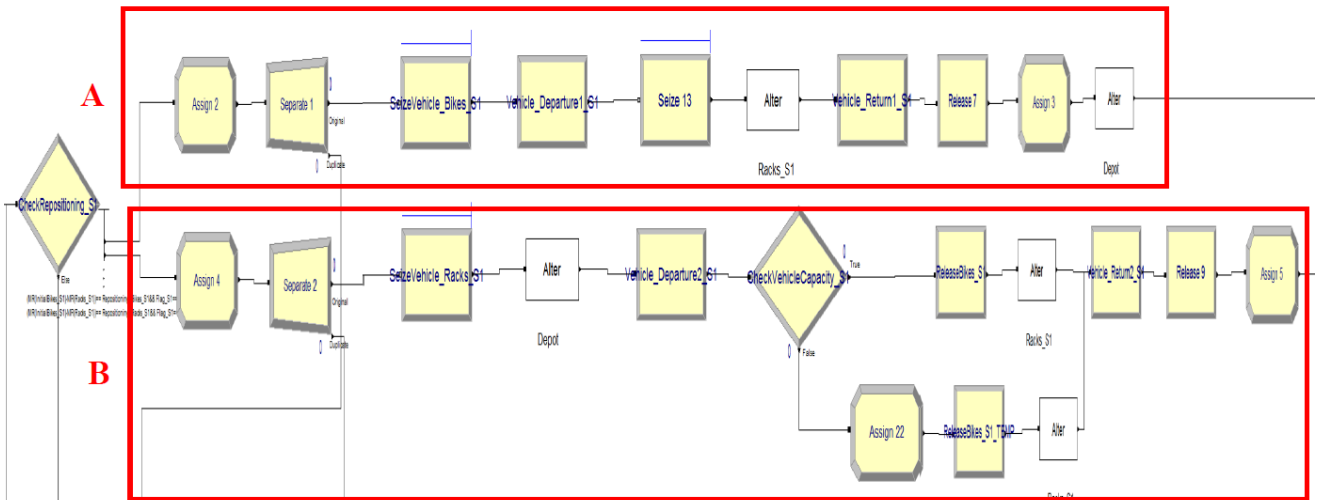 A
Assign 2
Separate 1
0
Original
0
Duplicate
SeizeVehicle_Bikes_S1
Vehicle_Departure1_S1
Seize 13
Alter
Racks_S1
Vehicle_Return1_S1
Release 7
Assign 3
Alter
Depot
CheckRepositioning_S1
Else
B
Assign 4
Separate 2
0
Original
0
Duplicate
SeizeVehicle_Racks_S1
Alter
Depot
Vehicle_Departure2_S1
CheckVehicleCapacity_S1
0
True
0
False
ReleaseBikes_S1
Alter
Racks_S1
Vehicle_Return2_S1
Release 9
Assign 5
Assign 22
ReleaseBikes_S1_TEMP
Alter